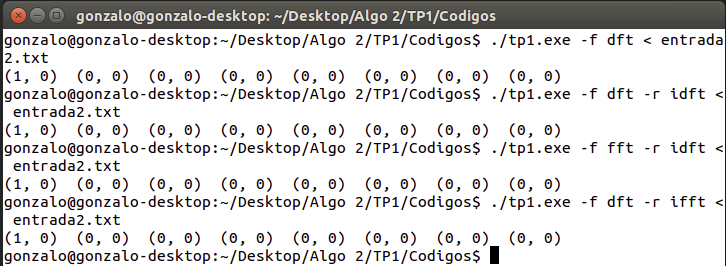 gonzalo@gonzalo-desktop: ~/Desktop/Algo 2/TP1/Codigos
gonzalo@gonzalo-desktop:~/Desktop/Algo 2/TP1/Codigos$ ./tp1.exe -f dft < entrada
2.txt
(1, 0)  (0, 0)  (0, 0)  (0, 0)  (0, 0)  (0, 0)  (0, 0)  (0, 0)
gonzalo@gonzalo-desktop:~/Desktop/Algo 2/TP1/Codigos$ ./tp1.exe -f dft -r idft <
 entrada2.txt
(1, 0)  (0, 0)  (0, 0)  (0, 0)  (0, 0)  (0, 0)  (0, 0)  (0, 0)
gonzalo@gonzalo-desktop:~/Desktop/Algo 2/TP1/Codigos$ ./tp1.exe -f fft -r idft <
 entrada2.txt
(1, 0)  (0, 0)  (0, 0)  (0, 0)  (0, 0)  (0, 0)  (0, 0)  (0, 0)
gonzalo@gonzalo-desktop:~/Desktop/Algo 2/TP1/Codigos$ ./tp1.exe -f dft -r ifft <
 entrada2.txt
(1, 0)  (0, 0)  (0, 0)  (0, 0)  (0, 0)  (0, 0)  (0, 0)  (0, 0)
gonzalo@gonzalo-desktop:~/Desktop/Algo 2/TP1/Codigos$